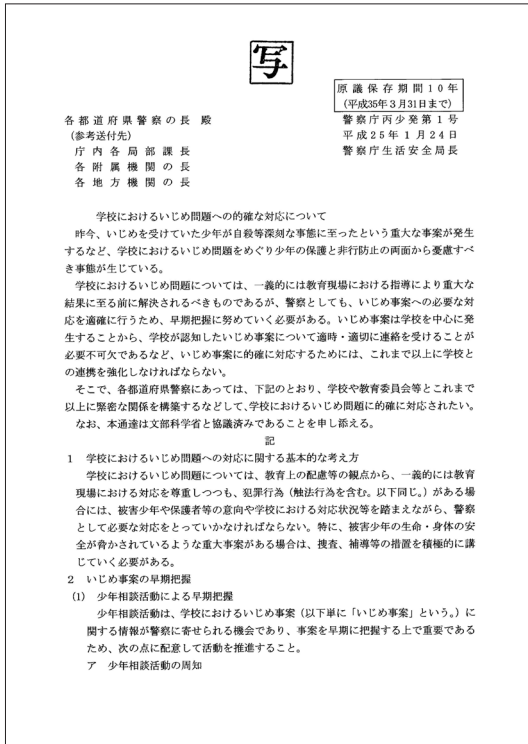 写
原議保存期間10年
(平成35年3月31日まで)
警察庁丙少発第1号
平成25年1月24日
警察庁生活安全局長
各都道府県警察の長 殿
(参考送付先)
庁内各局部課長
各附属機関の長
各地方機関の長
学校におけるいじめ問題への的確な対応について
昨今、いじめを受けていた少年が自殺等深刻な事態に至ったという重大な事案が発生
するなど、学校におけるいじめ問題をめぐり少年の保護と非行防止の両面から憂慮すべ
き事態が生じている。
学校におけるいじめ問題については、一義的には教育現場における指導により重大な
結果に至る前に解決されるべきものであるが、警察としても、いじめ事案への必要な対
応を適確に行うため、早期把握に努めていく必要がある。いじめ事案は学校を中心に発
生することから、学校が認知したいじめ事案について適時・適切に連絡を受けることが
必要不可欠であるなど、いじめ事案に的確に対応するためには、これまで以上に学校と
の連携を強化しなければならない。
そこで、各都道府県警察にあっては、下記のとおり、学校や教育委員会等とこれまで
以上に緊密な関係を構築するなどして、学校におけるいじめ問題に的確に対応されたい。
なお、本通達は文部科学省と協議済みであることを申し添える。
記
1 学校におけるいじめ問題への対応に関する基本的な考え方
学校におけるいじめ問題については、教育上の配慮等の観点から、一義的には教育
現場における対応を尊重しつつも、犯罪行為(触法行為を含む。以下同じ。)がある場
合には、被害少年や保護者等の意向や学校における対応状況等を踏まえながら、警察
として必要な対応をとっていかなければならない。特に、被害少年の生命・身体の安
全が脅かされているような重大事案がある場合は、捜査、補導等の措置を積極的に講
じていく必要がある。
2 いじめ事案の早期把握
(1) 少年相談活動による早期把握
少年相談活動は、学校におけるいじめ事案(以下単に「いじめ事案」という。)に
関する情報が警察に寄せられる機会であり、事案を早期に把握する上で重要である
ため、次の点に配意して活動を推進すること。
ア 少年相談活動の周知